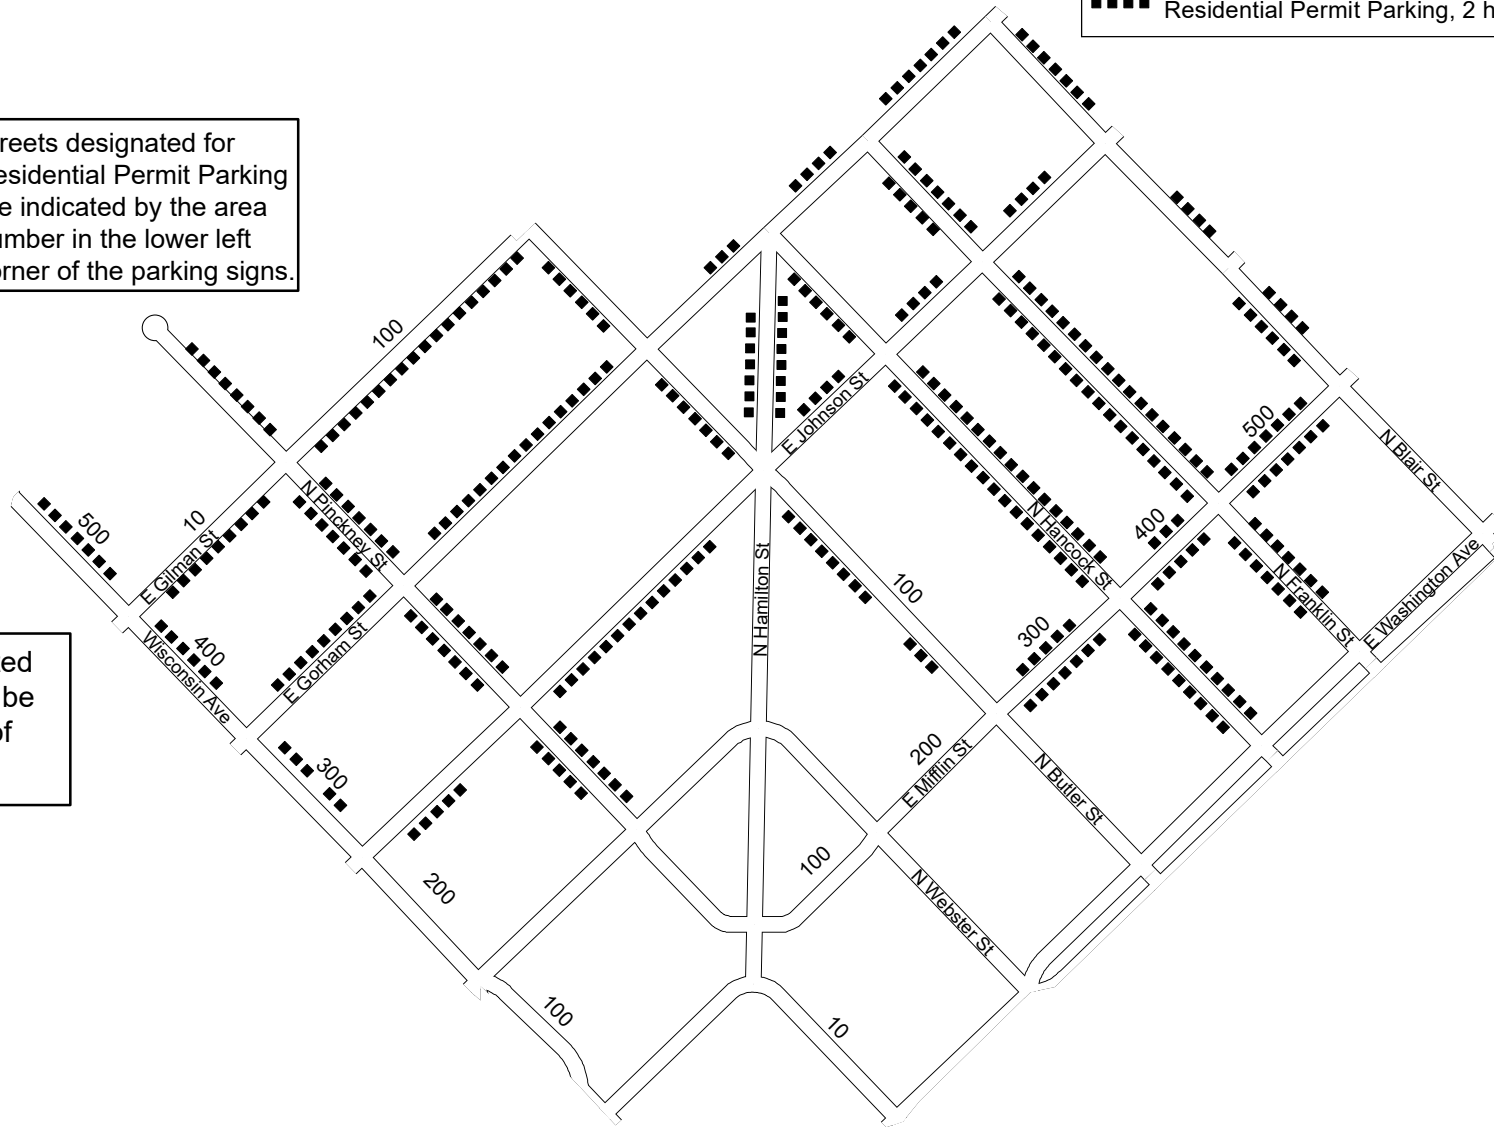 Residential Permit Parking, 2 h
reets designated for
esidential Permit Parking
e indicated by the area
umber in the lower left
orner of the parking signs.
100
10
500
E Gilman St
N Pinckney St
400
Wisconsin Ave
E Gorham St
300
200
100
E Johnson St
N Hamilton St
100
N Hancock St
500
N Blair St
400
N Franklin St
E Washington Ave
300
200
E Mifflin St
N Butler St
100
N Webster St
10
ed
be
of